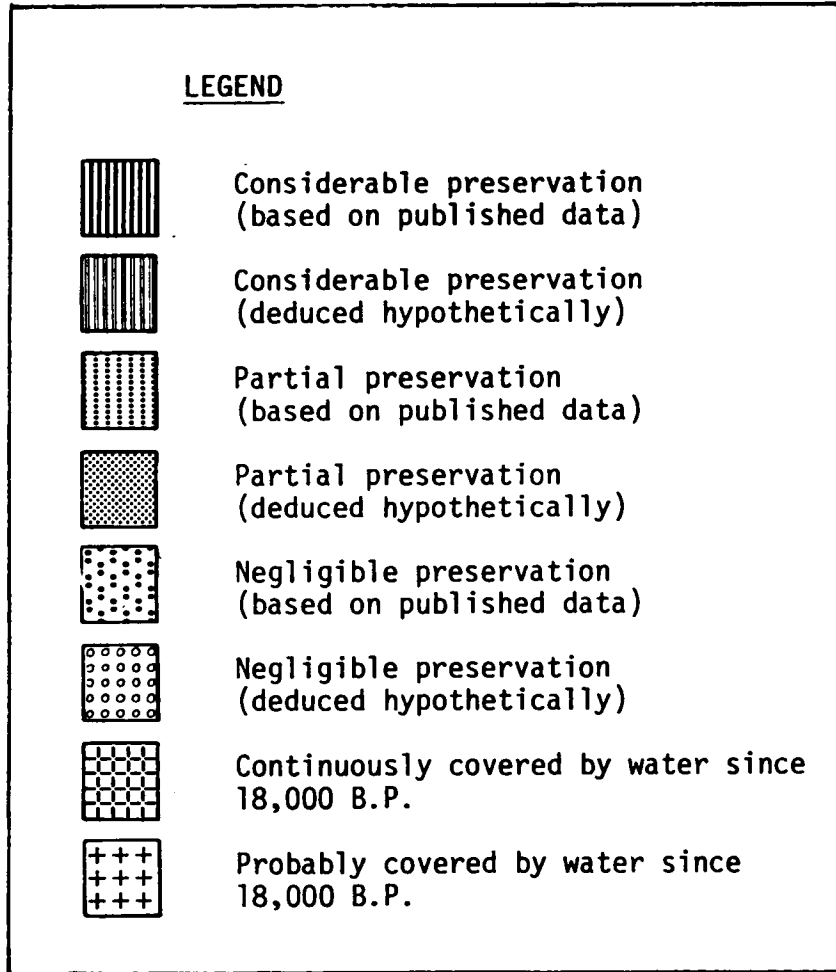 LEGEND
Considerable preservation
(based on published data)
Considerable preservation
(deduced hypothetically)
Partial preservation
(based on published data)
Partial preservation
(deduced hypothetically)
Negligible preservation
(based on published data)
Negligible preservation
(deduced hypothetically)
Continuously covered by water since
18,000 B.P.
Probably covered by water since
18,000 B.P.